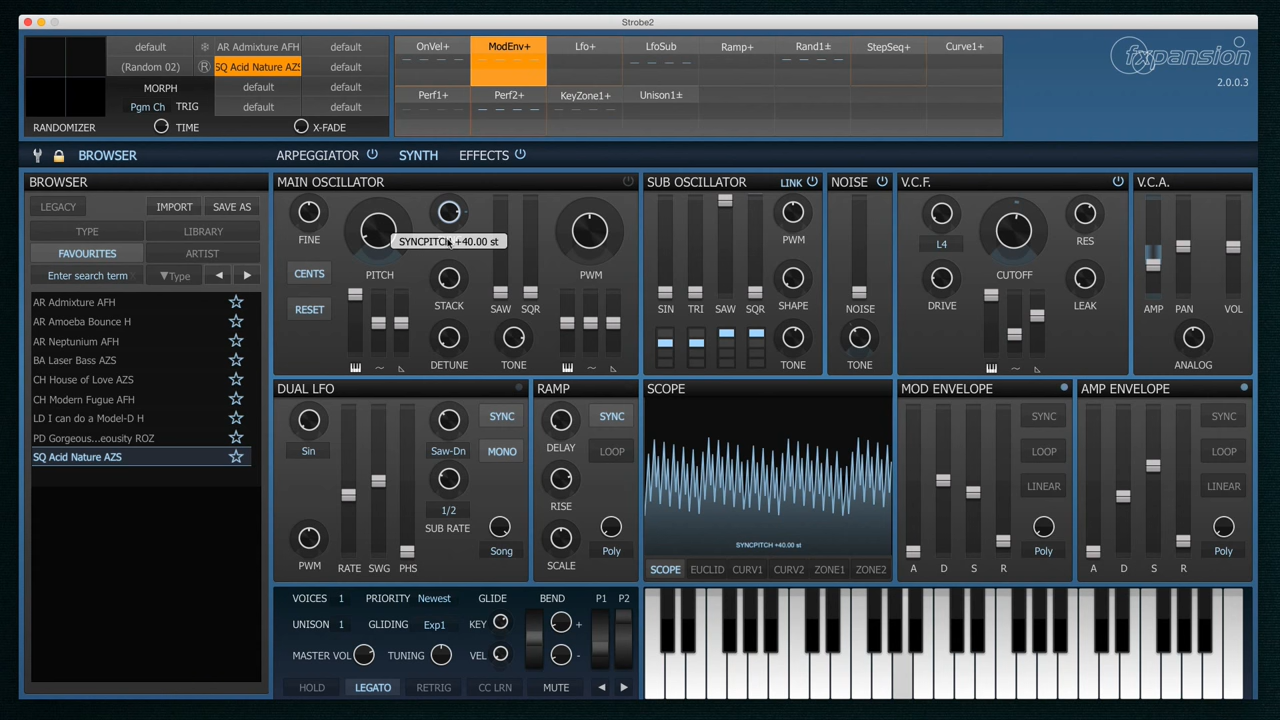 Strobe2
default
AR Admixture AFH
default
(Random 02)
R
SQ Acid Nature AZS
default
MORPH
default
default
Pgm Ch
TRIG
default
default
RANDOMIZER
TIME
X-FADE
OnVel+
ModEnv+
Lfo+
LfoSub
Ramp+
Rand1±
StepSeq+
Curve1+
Perf1+
Perf2+
KeyZone1+
Unison1±
fxpansion
2.0.0.3
BROWSER
ARPEGGIATOR
SYNTH
EFFECTS
BROWSER
LEGACY
IMPORT
SAVE AS
TYPE
LIBRARY
FAVOURITES
ARTIST
Enter search term
▼Type
AR Admixture AFH
AR Amoeba Bounce H
AR Neptunium AFH
BA Laser Bass AZS
CH House of Love AZS
CH Modern Fugue AFH
LD I can do a Model-D H
PD Gorgeous...eousity ROZ
SQ Acid Nature AZS
MAIN OSCILLATOR
FINE
SYNCPITCH +40.00 st
PITCH
PWM
CENTS
RESET
STACK
SAW
SQR
DETUNE
TONE
SUB OSCILLATOR
LINK
PWM
SIN
TRI
SAW
SQR
SHAPE
TONE
NOISE
NOISE
TONE
V.C.F.
L4
CUTOFF
RES
DRIVE
LEAK
V.C.A.
AMP
PAN
VOL
ANALOG
DUAL LFO
Sin
Saw-Dn
SYNC
MONO
1/2
SUB RATE
Song
PWM
RATE
SWG
PHS
RAMP
SYNC
DELAY
LOOP
RISE
SCALE
Poly
SCOPE
SYNCPITCH +40.00 st
SCOPE
EUCLID
CURV1
CURV2
ZONE1
ZONE2
MOD ENVELOPE
SYNC
LOOP
LINEAR
Poly
A
D
S
R
AMP ENVELOPE
SYNC
LOOP
LINEAR
Poly
A
D
S
R
VOICES 1
PRIORITY Newest
GLIDE
BEND
P1
P2
UNISON 1
GLIDING Exp1
KEY
+
MASTER VOL
TUNING
VEL
-
HOLD
LEGATO
RETRIG
CC LRN
MUTE